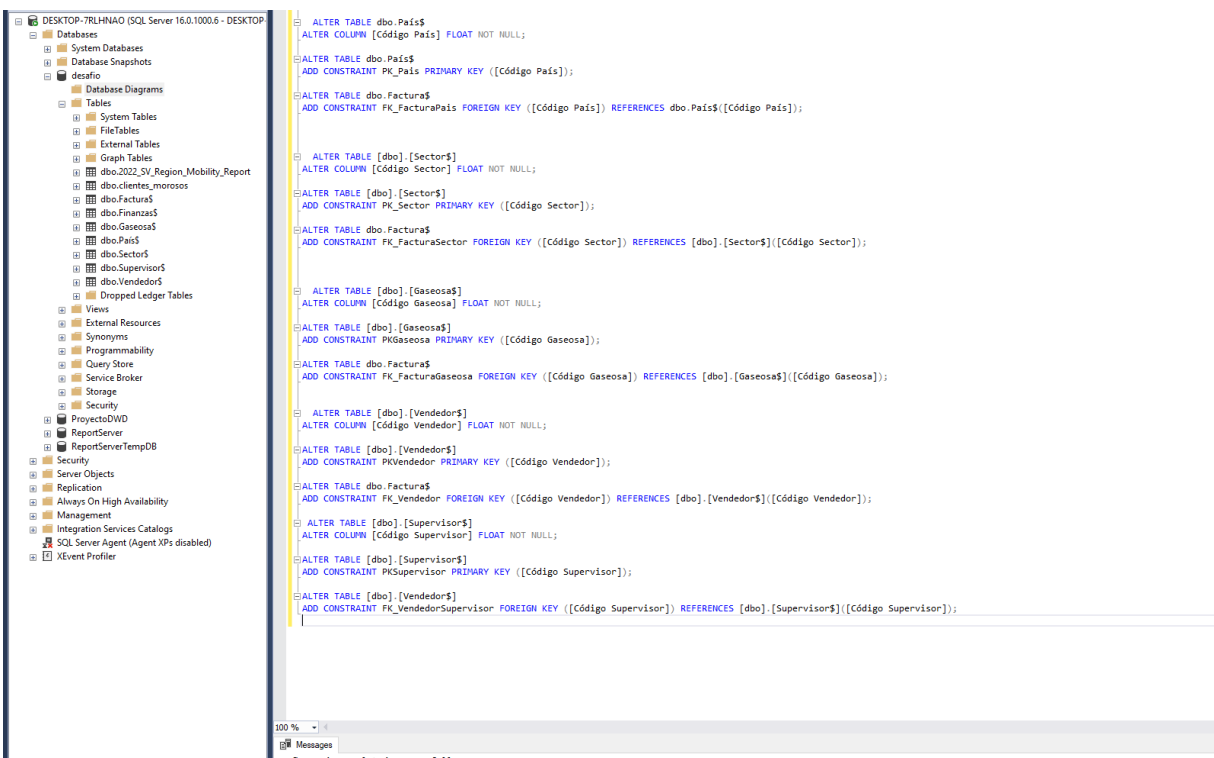 DESKTOP-7RLHNAO (SQL Server 16.0.1000.6 - DESKTOP-
Databases
System Databases
Database Snapshots
desafio
Database Diagrams
Tables
System Tables
FileTables
External Tables
Graph Tables
dbo.2022_SV_Region_Mobility_Report
dbo.clientes_morosos
dbo.Factura$
dbo.Finanzas$
dbo.Gaseosa$
dbo.País$
dbo.Sector$
dbo.Supervisor$
dbo.Vendedor$
Dropped Ledger Tables
Views
External Resources
Synonyms
Programmability
Query Store
Service Broker
Storage
Security
ProyectoDWD
ReportServer
ReportServerTempDB
Security
Server Objects
Replication
Always On High Availability
Management
Integration Services Catalogs
SQL Server Agent (Agent XPs disabled)
XEvent Profiler
ALTER TABLE dbo.País$
ALTER COLUMN [Código País] FLOAT NOT NULL;
ALTER TABLE dbo.País$
ADD CONSTRAINT PK_Pais PRIMARY KEY ([Código País]);
ALTER TABLE dbo.Factura$
ADD CONSTRAINT FK_FacturaPais FOREIGN KEY ([Código País]) REFERENCES dbo.País$([Código País]);
ALTER TABLE [dbo].[Sector$]
ALTER COLUMN [Código Sector] FLOAT NOT NULL;
ALTER TABLE [dbo].[Sector$]
ADD CONSTRAINT PK_Sector PRIMARY KEY ([Código Sector]);
ALTER TABLE dbo.Factura$
ADD CONSTRAINT FK_FacturaSector FOREIGN KEY ([Código Sector]) REFERENCES [dbo].[Sector$]([Código Sector]);
ALTER TABLE [dbo].[Gaseosa$]
ALTER COLUMN [Código Gaseosa] FLOAT NOT NULL;
ALTER TABLE [dbo].[Gaseosa$]
ADD CONSTRAINT PKGaseosa PRIMARY KEY ([Código Gaseosa]);
ALTER TABLE dbo.Factura$
ADD CONSTRAINT FK_FacturaGaseosa FOREIGN KEY ([Código Gaseosa]) REFERENCES [dbo].[Gaseosa$]([Código Gaseosa]);
ALTER TABLE [dbo].[Vendedor$]
ALTER COLUMN [Código Vendedor] FLOAT NOT NULL;
ALTER TABLE [dbo].[Vendedor$]
ADD CONSTRAINT PKVendedor PRIMARY KEY ([Código Vendedor]);
ALTER TABLE dbo.Factura$
ADD CONSTRAINT FK_Vendedor FOREIGN KEY ([Código Vendedor]) REFERENCES [dbo].[Vendedor$]([Código Vendedor]);
ALTER TABLE [dbo].[Supervisor$]
ALTER COLUMN [Código Supervisor] FLOAT NOT NULL;
ALTER TABLE [dbo].[Supervisor$]
ADD CONSTRAINT PKSupervisor PRIMARY KEY ([Código Supervisor]);
ALTER TABLE [dbo].[Vendedor$]
ADD CONSTRAINT FK_VendedorSupervisor FOREIGN KEY ([Código Supervisor]) REFERENCES [dbo].[Supervisor$]([Código Supervisor]);
100 %
Messages